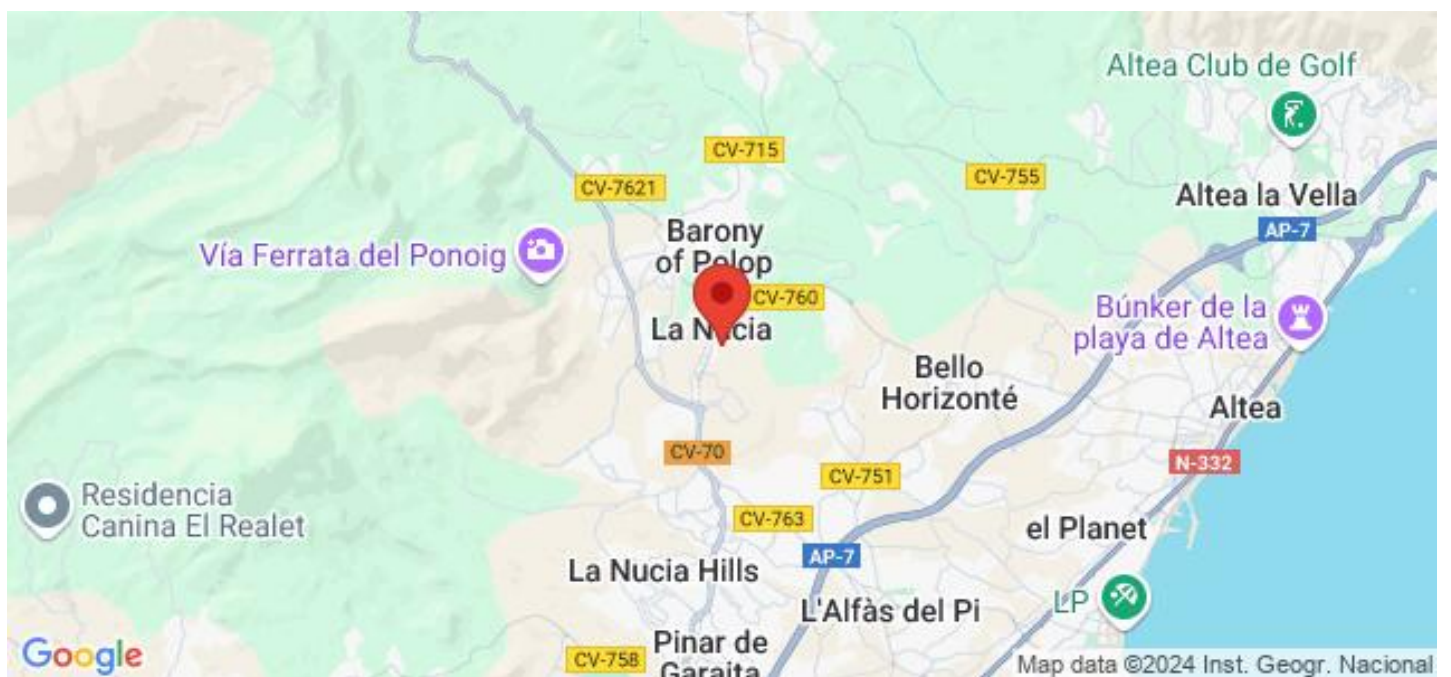 Altea Club de Golf
CV-715
CV-755
CV-7621
Altea la Vella
AP-7
Barony
of Polop
Vía Ferrata del Ponoig
CV-760
La Nucia
Búnker de la
playa de Altea
Bello
Horizonté
Altea
CV-70
N-332
CV-751
Residencia
Canina El Realet
CV-763
el Planet
AP-7
La Nucia Hills
L'Alfàs del Pi
LP
Pinar de
Garaita
CV-758
Google
Map data ©2024 Inst. Geogr. Nacional